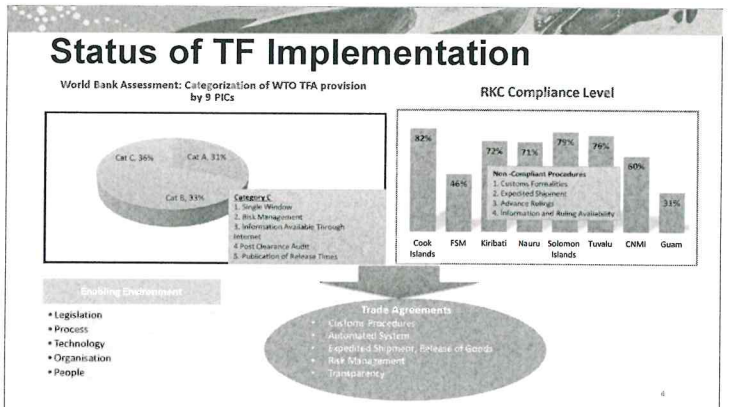 Status of TF Implementation
World Bank Assessment: Categorization of WTO TFA provision
by 9 PICs
Cat C, 36%
Cat A, 31%
Cat B, 33%
Category C
1. Single Window
2. Risk Management
3. Information Available Through
Internet
4 Post Clearance Audit
5. Publication of Release Times
RKC Compliance Level
82%
46%
72%
71%
79%
76%
60%
31%
Non -Compliant Procedures
1. Customs Formalities
2. Expedited Shipment
3. Advance Rulings
4. Information and Ruling Availability
Cook
Islands
FSM
Kiribati
Nauru
Solomon
Islands
Tuvalu
CNMI
Guam
Enabling Environment
• Legislation
• Process
• Technology
• Organisation
• People
Trade Agreements
• Customs Procedures
• Automated System
• Expedited Shipment, Release of Goods
• Risk Management
• Transparency
4